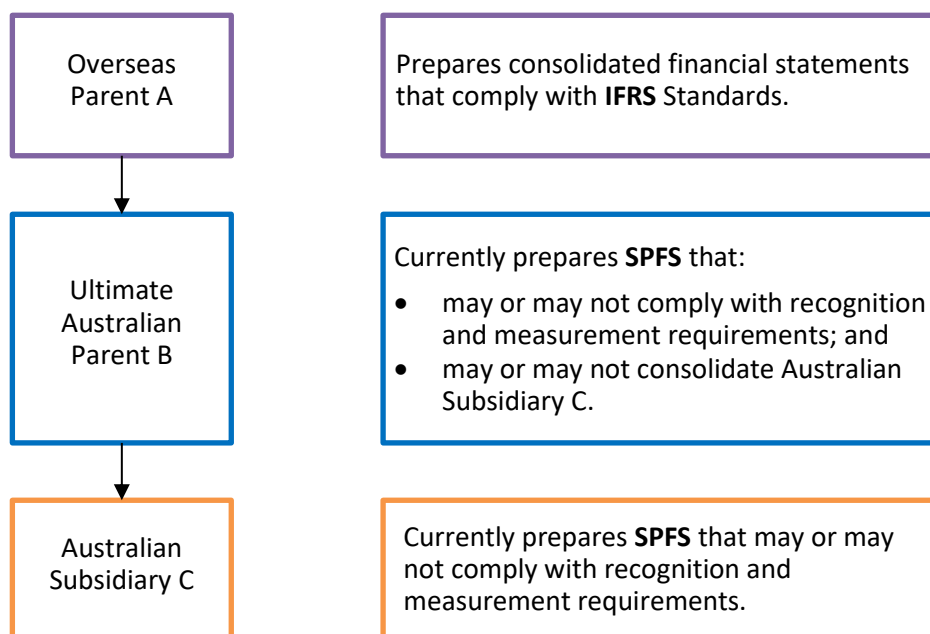 Overseas
Parent A
Prepares consolidated financial statements
that comply with IFRS Standards.
Ultimate
Australian
Parent B
Currently prepares SPFS that:
• may or may not comply with recognition
and measurement requirements; and
• may or may not consolidate Australian
Subsidiary C.
Australian
Subsidiary C
Currently prepares SPFS that may or may
not comply with recognition and
measurement requirements.